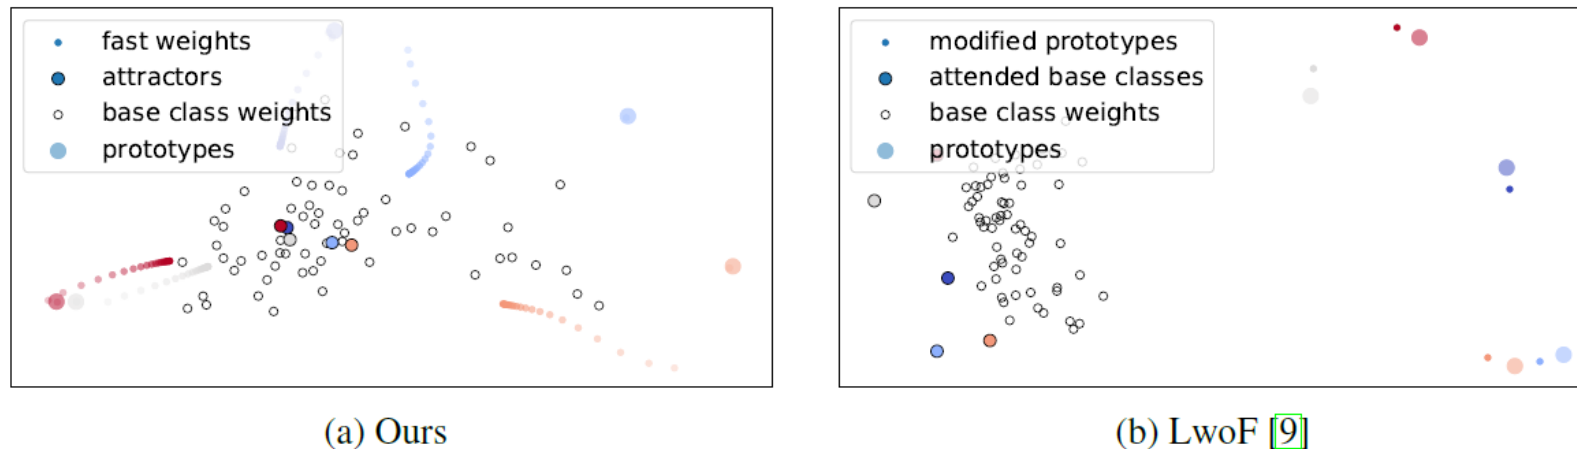 fast weights
attractors
base class weights
prototypes
(a) Ours
modified prototypes
attended base classes
base class weights
prototypes
(b) LwoF [9]